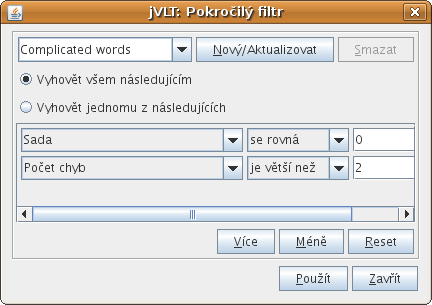 jVLT: Pokročilý filtr
Complicated words Nový/Aktualizovat Smazat
Vyhovět všem následujícím
Vyhovět jednomu z následujících
Sada se rovná 0
Počet chyb je větší než 2
Více Méně Reset
Použít Zavřít